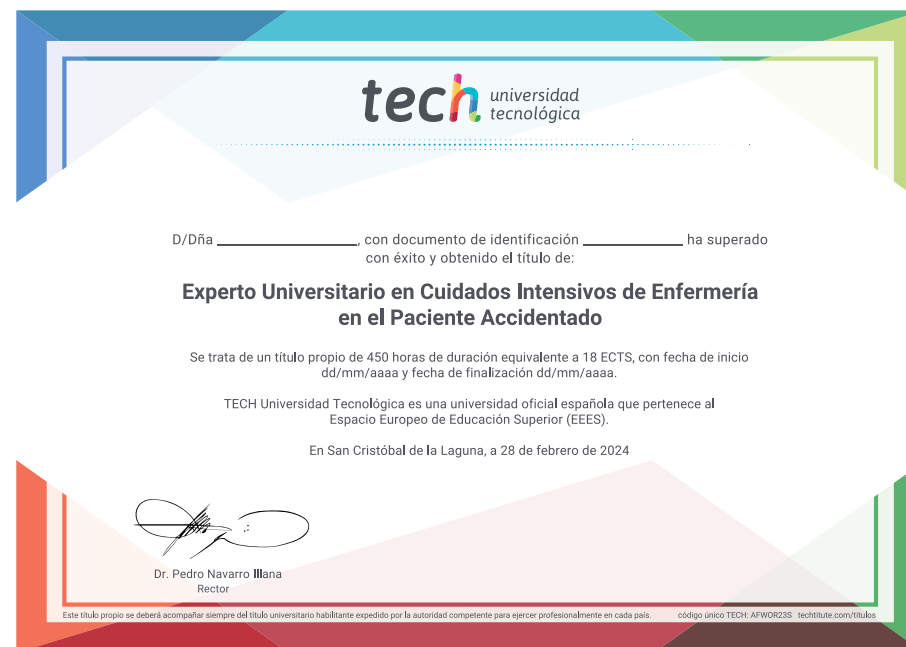 tech universidad
tecnológica
D/Dña ____________________, con documento de identificación ______________ ha superado
con éxito y obtenido el título de:
Experto Universitario en Cuidados Intensivos de Enfermería
en el Paciente Accidentado
Se trata de un título propio de 450 horas de duración equivalente a 18 ECTS, con fecha de inicio
dd/mm/aaaa y fecha de finalización dd/mm/aaaa.
TECH Universidad Tecnológica es una universidad oficial española que pertenece al
Espacio Europeo de Educación Superior (EEES).
En San Cristóbal de la Laguna, a 28 de febrero de 2024
Dr. Pedro Navarro Illana
Rector
Este título propio se deberá acompañar siempre del título universitario habilitante expedido por la autoridad competente para ejercer profesionalmente en cada país. código único TECH: AFWOR23S techtitute.com/titulos